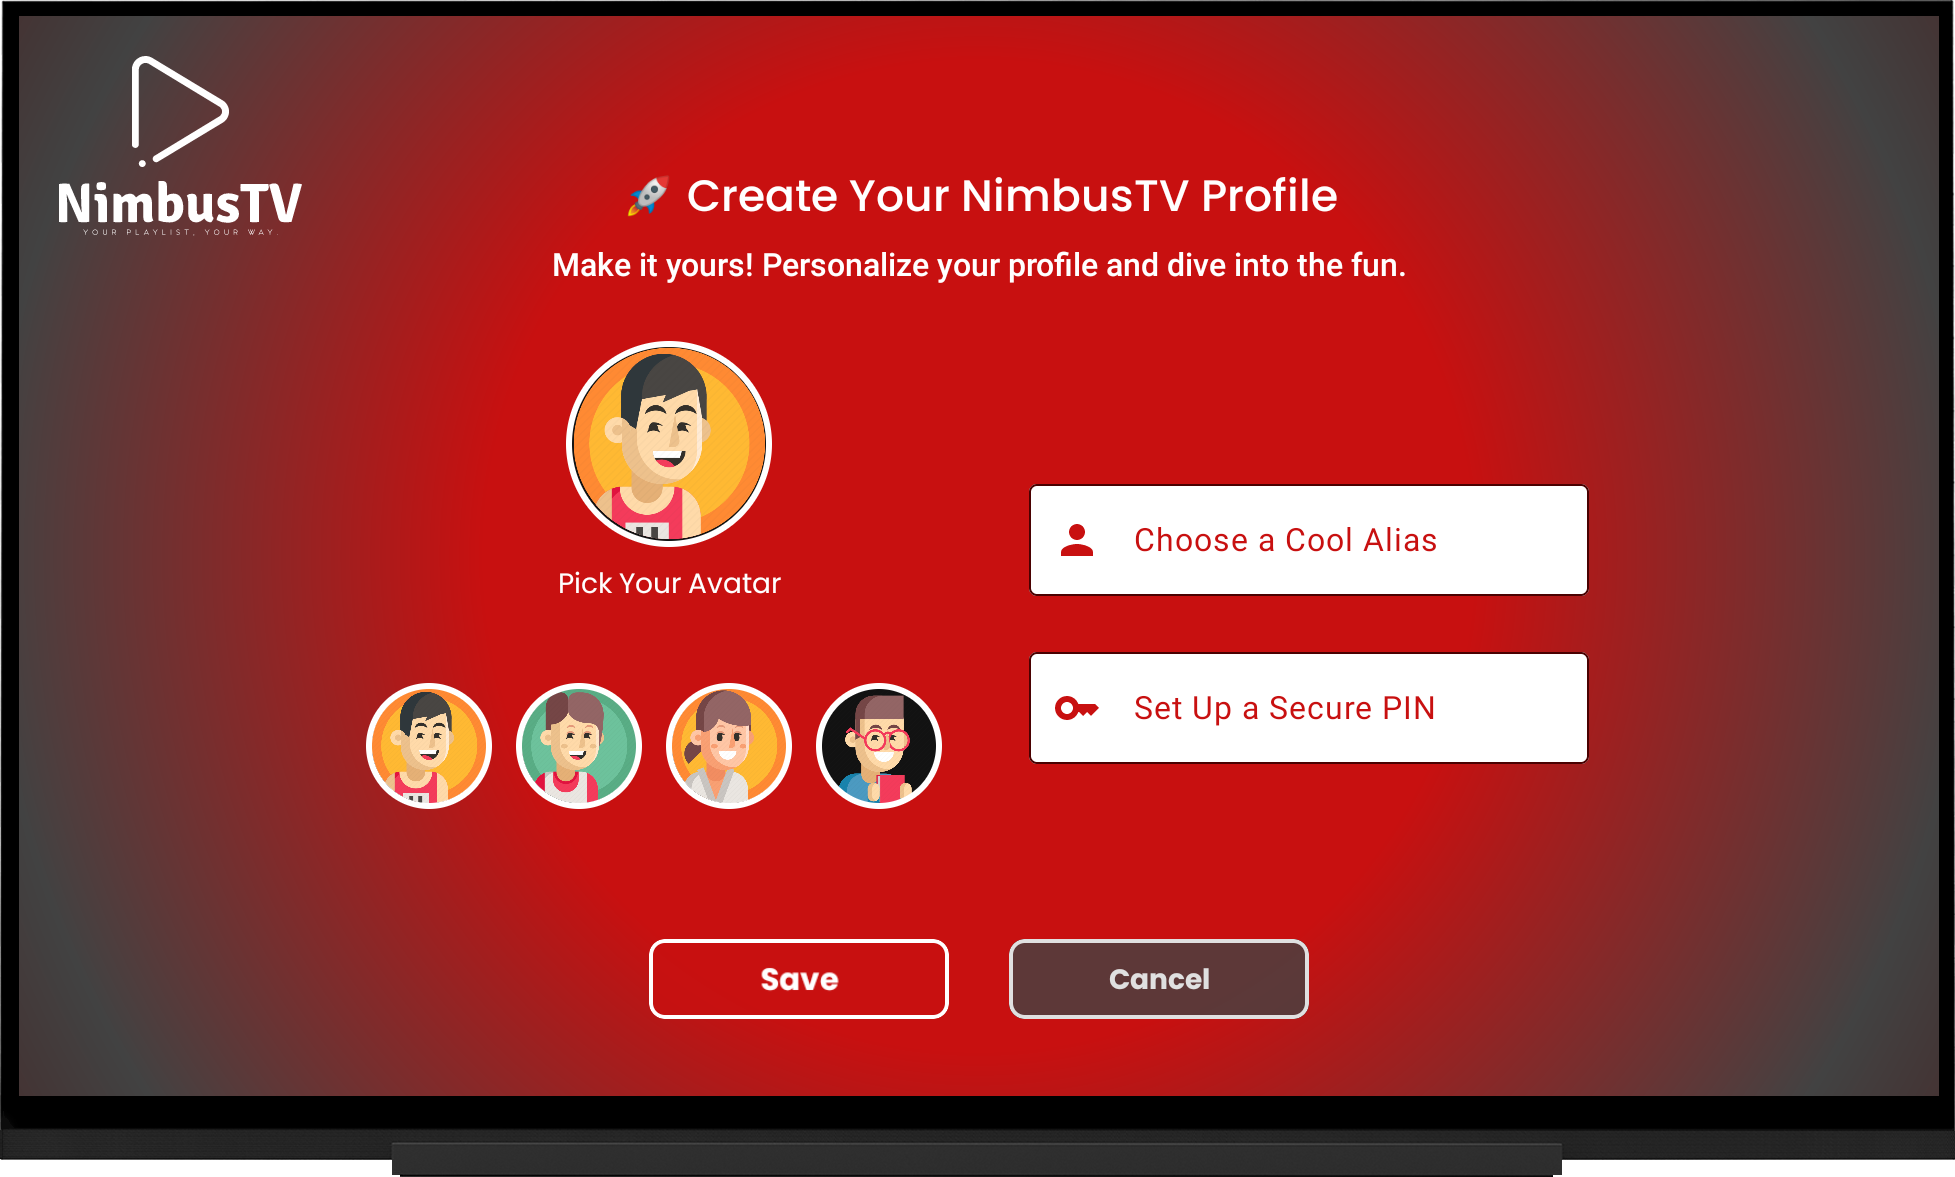 NimbusTV
YOUR PLAYLIST, YOUR WAY.
🚀 Create Your NimbusTV Profile
Make it yours! Personalize your profile and dive into the fun.
Pick Your Avatar
Choose a Cool Alias
Set Up a Secure PIN
Save
Cancel